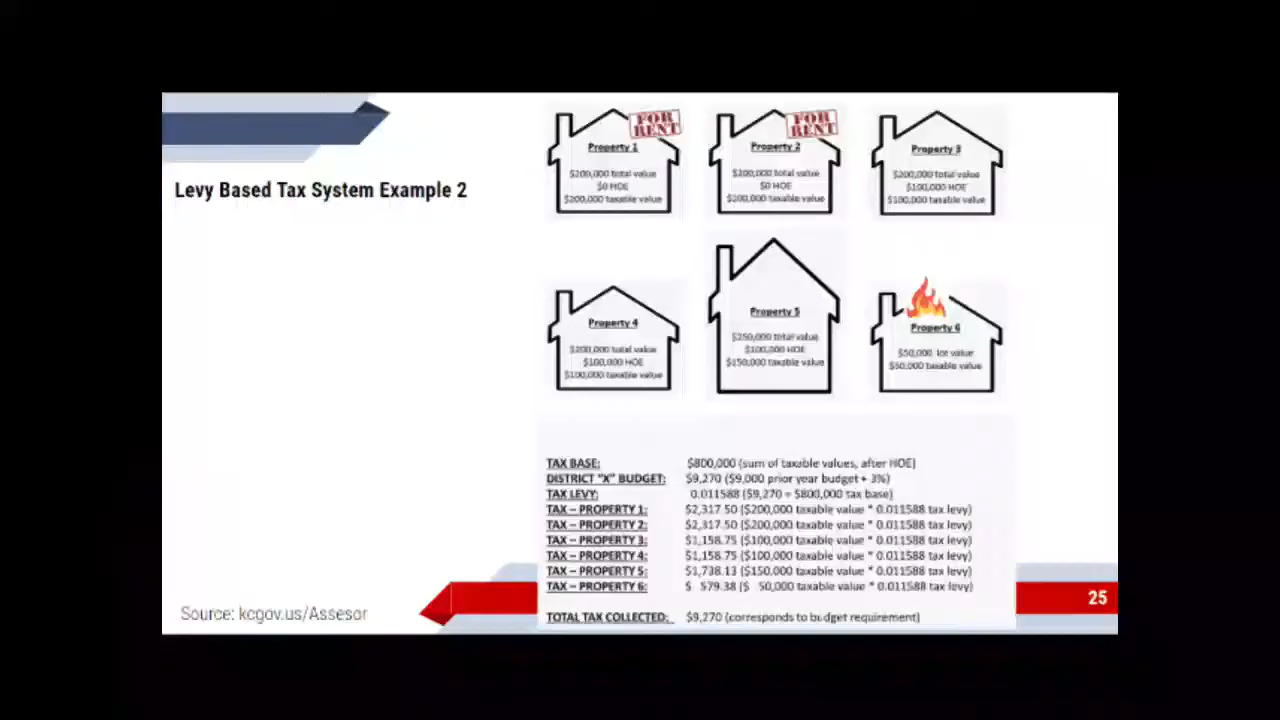 Levy Based Tax System Example 2
FOR RENT
Property 1
$200,000 total value
$0 HOE
$200,000 taxable value
FOR RENT
Property 2
$200,000 total value
$0 HOE
$200,000 taxable value
Property 3
$200,000 total value
$100,000 HOE
$100,000 taxable value
Property 4
$200,000 total value
$100,000 HOE
$100,000 taxable value
Property 5
$250,000 total value
$100,000 HOE
$150,000 taxable value
Property 6
$50,000 lot value
$50,000 taxable value
TAX BASE: $800,000 (sum of taxable values, after HOE)
DISTRICT "X" BUDGET: $9,270 ($9,000 prior year budget + 3%)
TAX LEVY: 0.011588 ($9,270 ÷ $800,000 tax base)
TAX – PROPERTY 1: $2,317.50 ($200,000 taxable value * 0.011588 tax levy)
TAX – PROPERTY 2: $2,317.50 ($200,000 taxable value * 0.011588 tax levy)
TAX – PROPERTY 3: $1,158.75 ($100,000 taxable value * 0.011588 tax levy)
TAX – PROPERTY 4: $1,158.75 ($100,000 taxable value * 0.011588 tax levy)
TAX – PROPERTY 5: $1,738.13 ($150,000 taxable value * 0.011588 tax levy)
TAX – PROPERTY 6: $ 579.38 ($ 50,000 taxable value * 0.011588 tax levy)
TOTAL TAX COLLECTED: $9,270 (corresponds to budget requirement)
Source: kcgov.us/Assesor
25